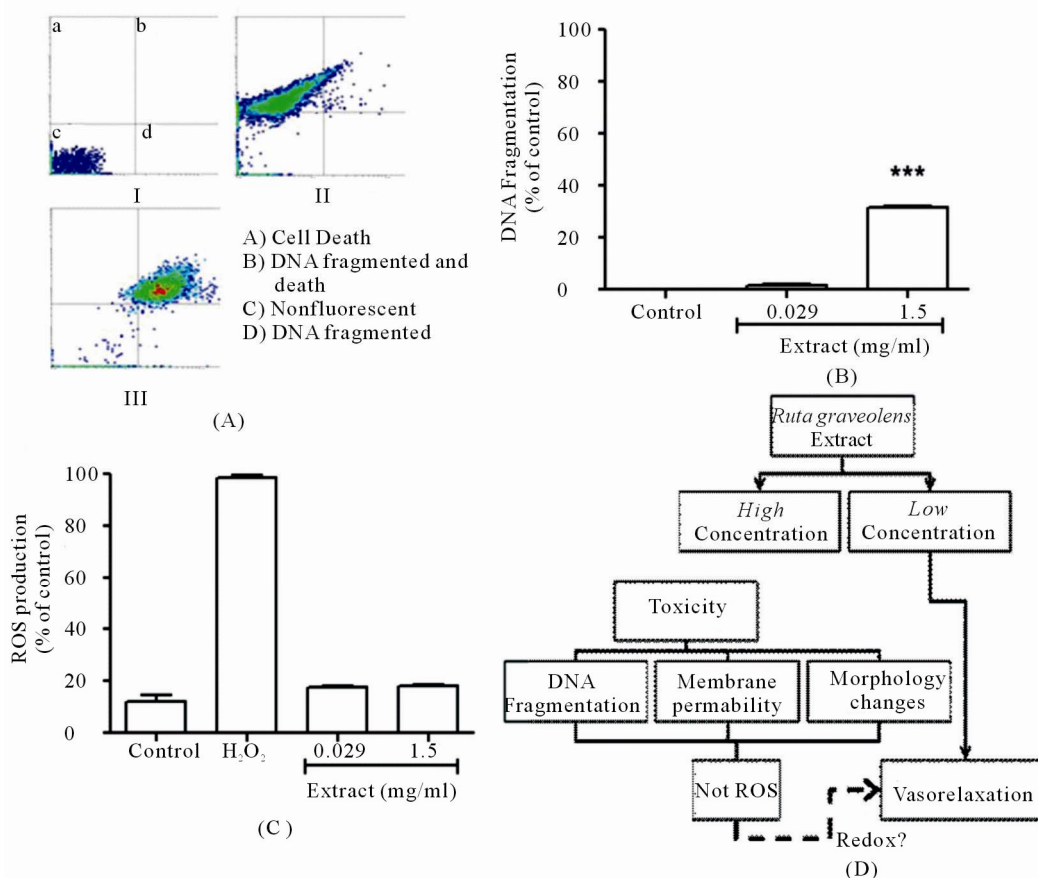 a
b
c
d
I
II
III
A) Cell Death
B) DNA fragmented and
death
C) Nonfluorescent
D) DNA fragmented
(A)
DNA Fragmentation
(% of control)
100
80
60
40
20
0
***
Control
0.029
1.5
Extract (mg/ml)
(B)
ROS production
(% of control)
100
80
60
40
20
0
Control
H₂O₂
0.029
1.5
Extract (mg/ml)
(C)
Ruta graveolens
Extract
High
Concentration
Low
Concentration
Toxicity
DNA
Fragmentation
Membrane
permability
Morphology
changes
Not ROS
Vasorelaxation
Redox?
(D)